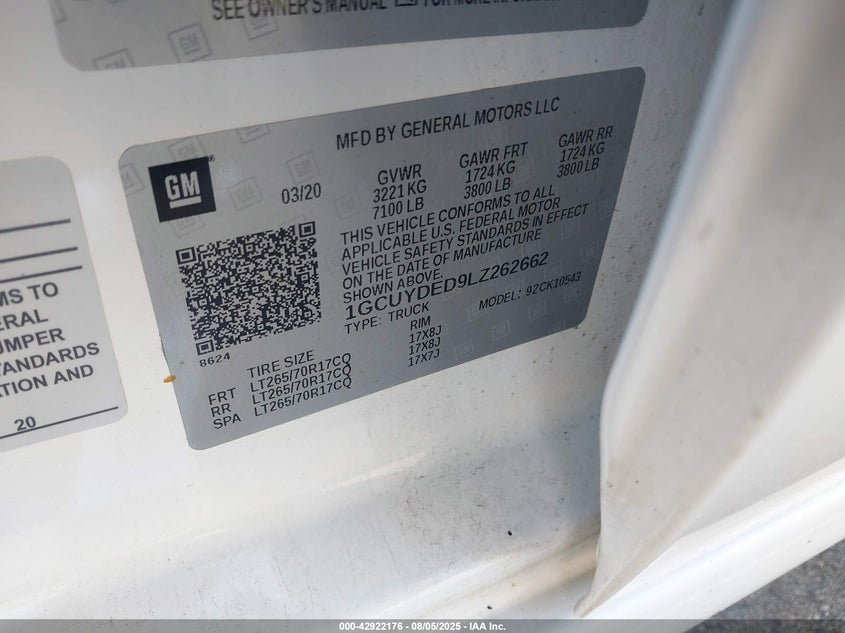 SEE OWNER'S MANUAL
GM
MFD BY GENERAL MOTORS LLC
GM
03/20
GVWR GAWR FRT GAWR RR
3221 KG 1724 KG 1724 KG
7100 LB 3800 LB 3800 LB
THIS VEHICLE CONFORMS TO ALL
APPLICABLE U.S. FEDERAL MOTOR
VEHICLE SAFETY STANDARDS IN EFFECT
ON THE DATE OF MANUFACTURE
SHOWN ABOVE.
1GCUYDED9LZ262662
TYPE: TRUCK MODEL: 92CK10543
8624
TIRE SIZE RIM
FRT LT265/70R17CQ 17X8J
RR LT265/70R17CQ 17X8J
SPA LT265/70R17CQ 17X7J
MS TO
ERAL
UMPER
TANDARDS
ATION AND
20
000-42922176 - 08/05/2025 - IAA Inc.